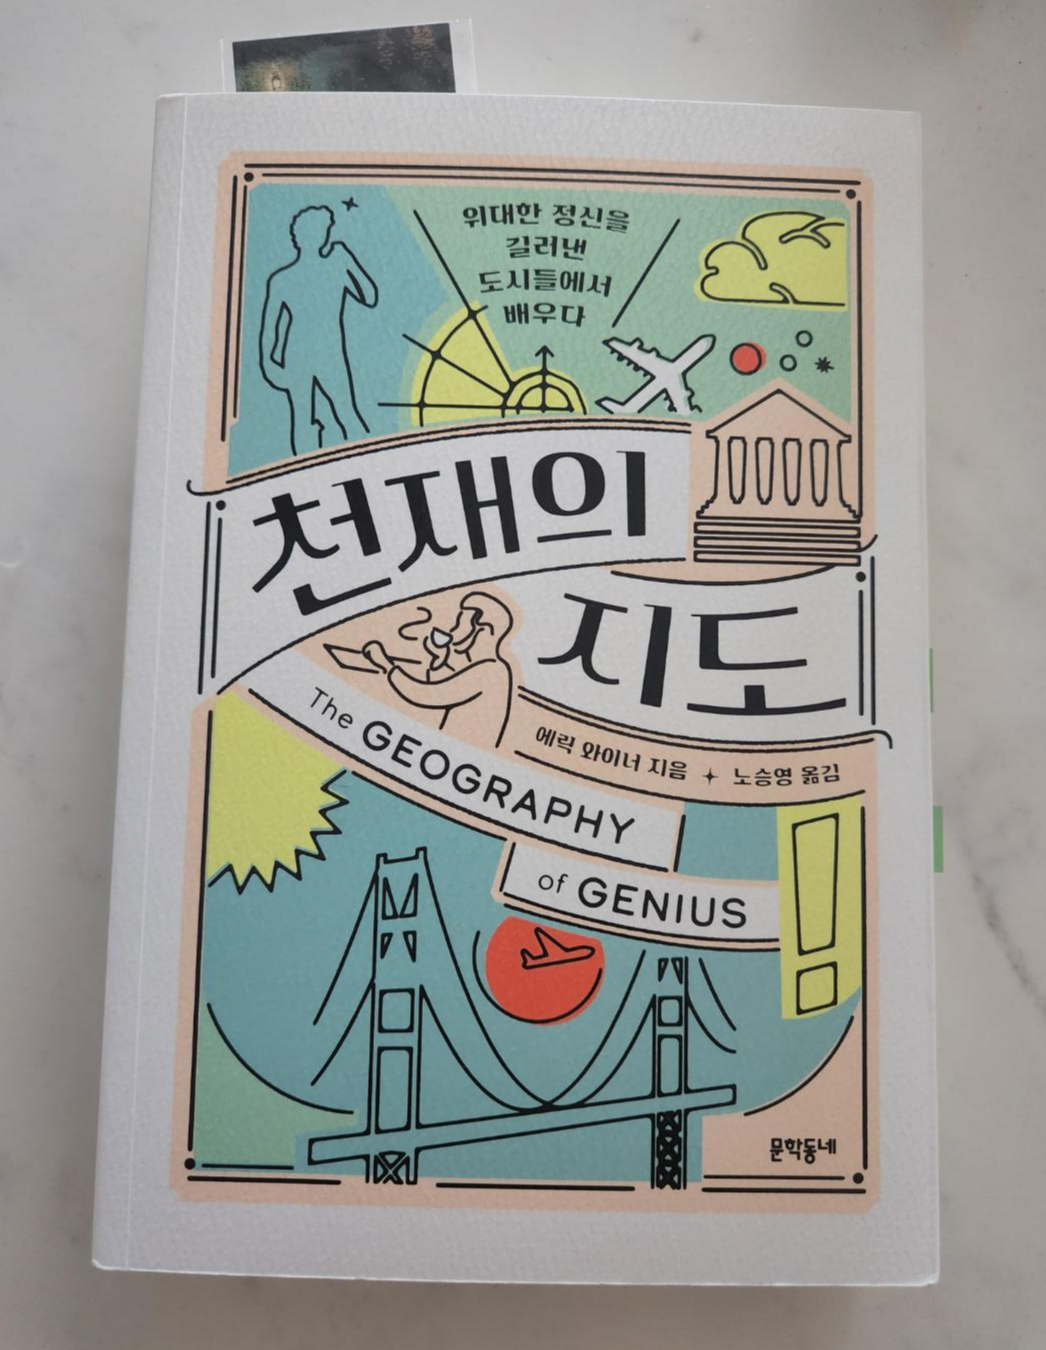 위대한 정신을
길러낸
도시들에서
배우다
천재의
지도
The GEOGRAPHY
of GENIUS
에릭 와이너 지음 + 노승영 옮김
문학동네